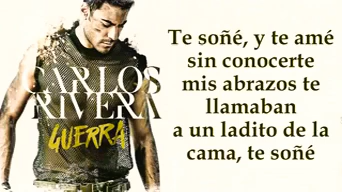 CARLOS
RIVERA
GUERRA
Te soñé, y te amé
sin conocerte
mis abrazos te
llamaban
a un ladito de la
cama, te soñé